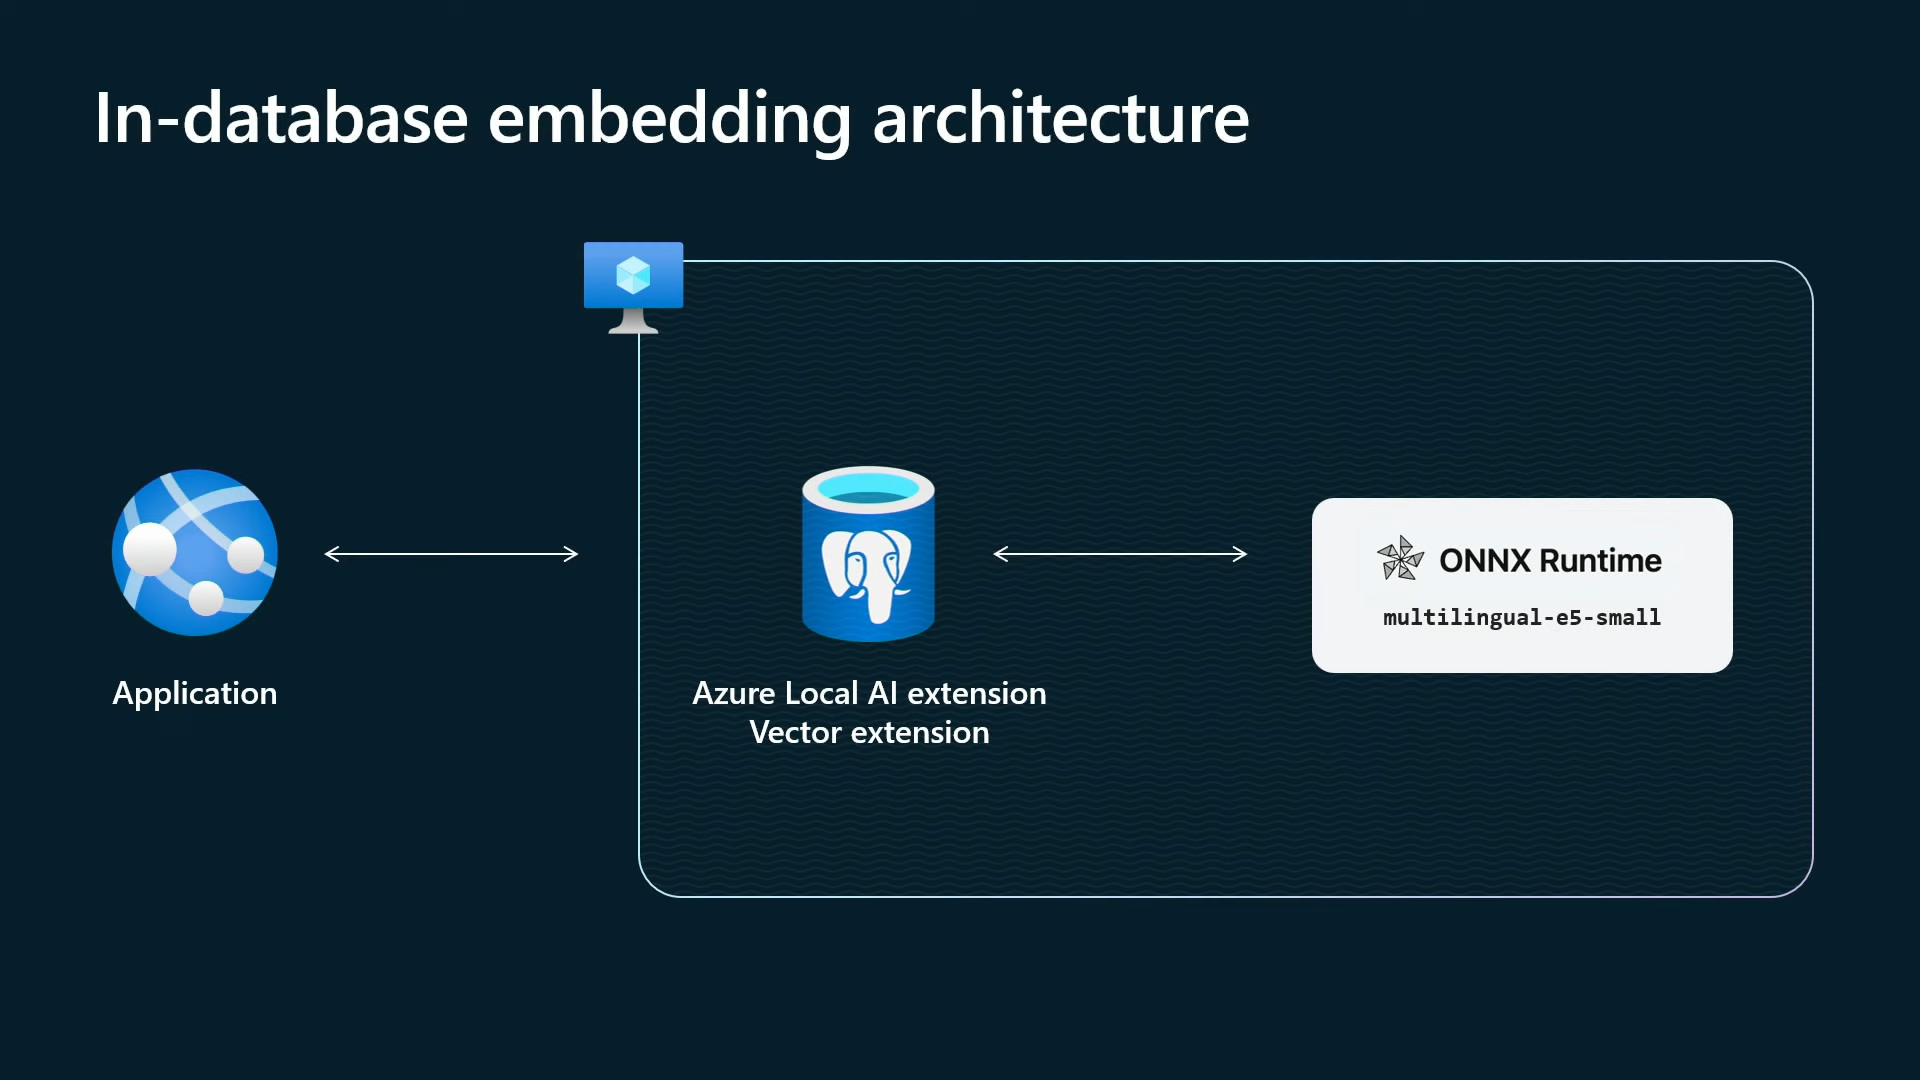 In-database embedding architecture
Application
Azure Local AI extension
Vector extension
ONNX Runtime
multilingual-e5-small